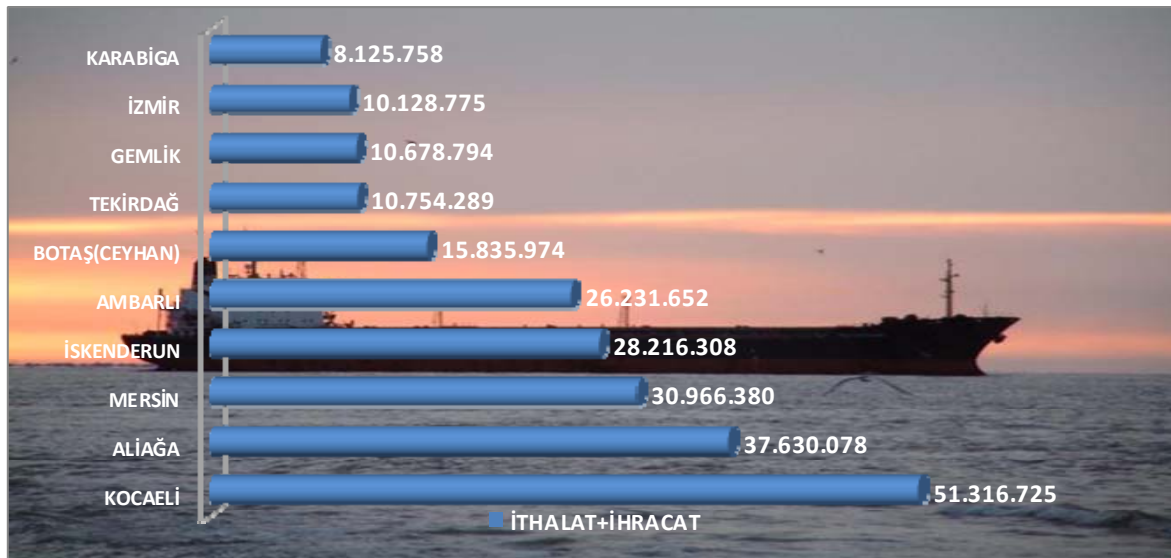 KARABİGA 8.125.758
İZMİR 10.128.775
GEMLİK 10.678.794
TEKİRDAĞ 10.754.289
BOTAŞ(CEYHAN) 15.835.974
AMBARLI 26.231.652
İSKENDERUN 28.216.308
MERSİN 30.966.380
ALİAĞA 37.630.078
KOCAELİ 51.316.725
İTHALAT+İHRACAT